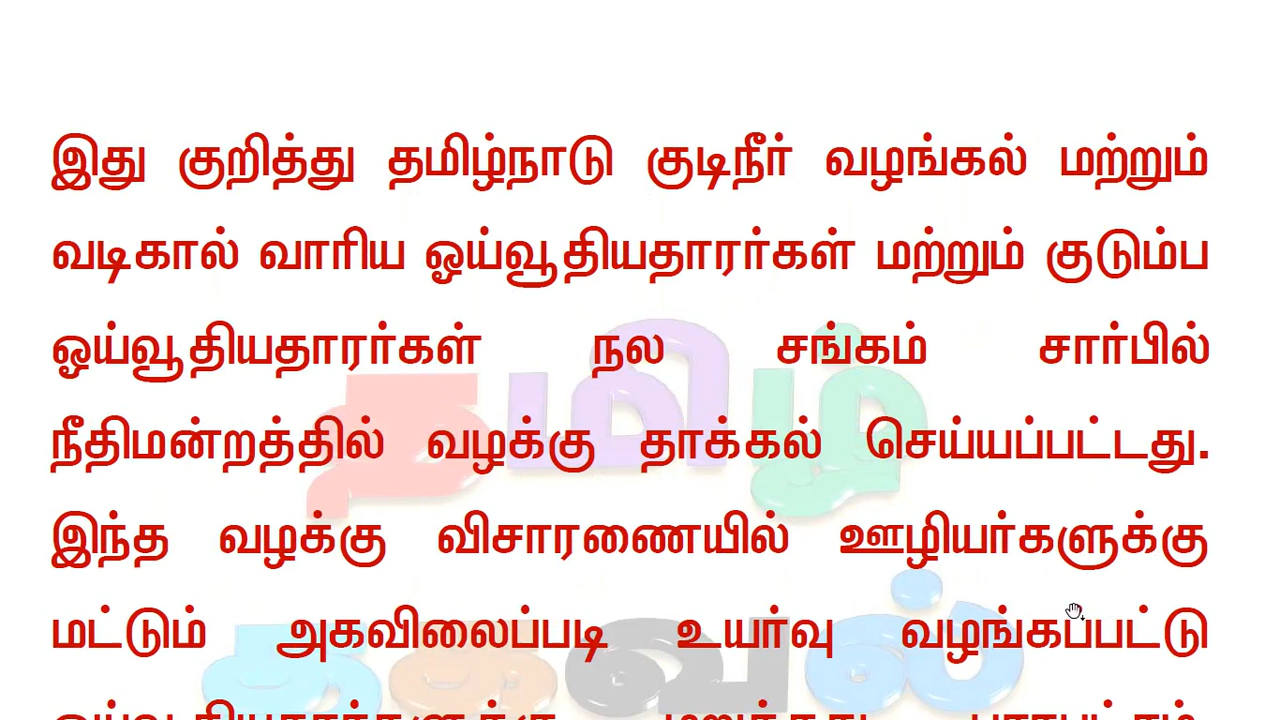 இது குறித்து தமிழ்நாடு குடிநீர் வழங்கல் மற்றும்
வடிகால் வாரிய ஓய்வூதியதாரர்கள் மற்றும் குடும்ப
ஓய்வூதியதாரர்கள் நல சங்கம் சார்பில்
நீதிமன்றத்தில் வழக்கு தாக்கல் செய்யப்பட்டது.
இந்த வழக்கு விசாரணையில் ஊழியர்களுக்கு
மட்டும் அகவிலைப்படி உயர்வு வழங்கப்பட்டு
தமிழ்
தகவல்